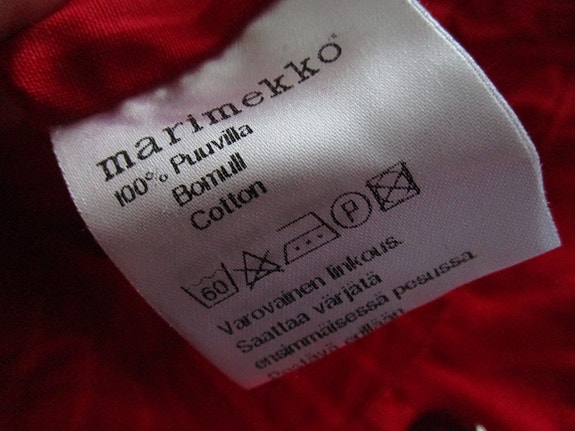 marimekko®
100% Puuvilla
Bomull
Cotton
60 P
Varovainen linkous.
Saattaa värjätä
ensimmäisessä pesussa.